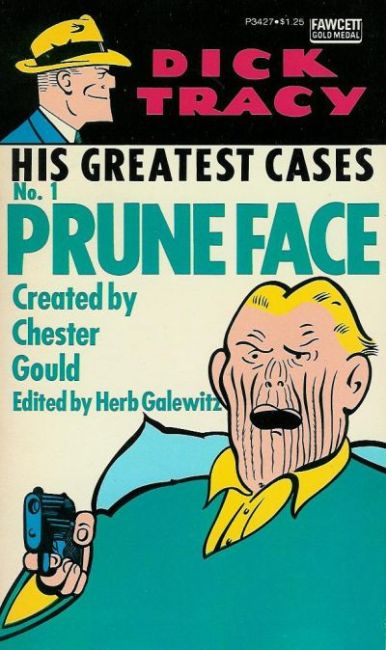 P3427•$1.25
FAWCETT
GOLD MEDAL
DICK
TRACY
HIS GREATEST CASES
No. 1
PRUNE FACE
Created by
Chester
Gould
Edited by Herb Galewitz